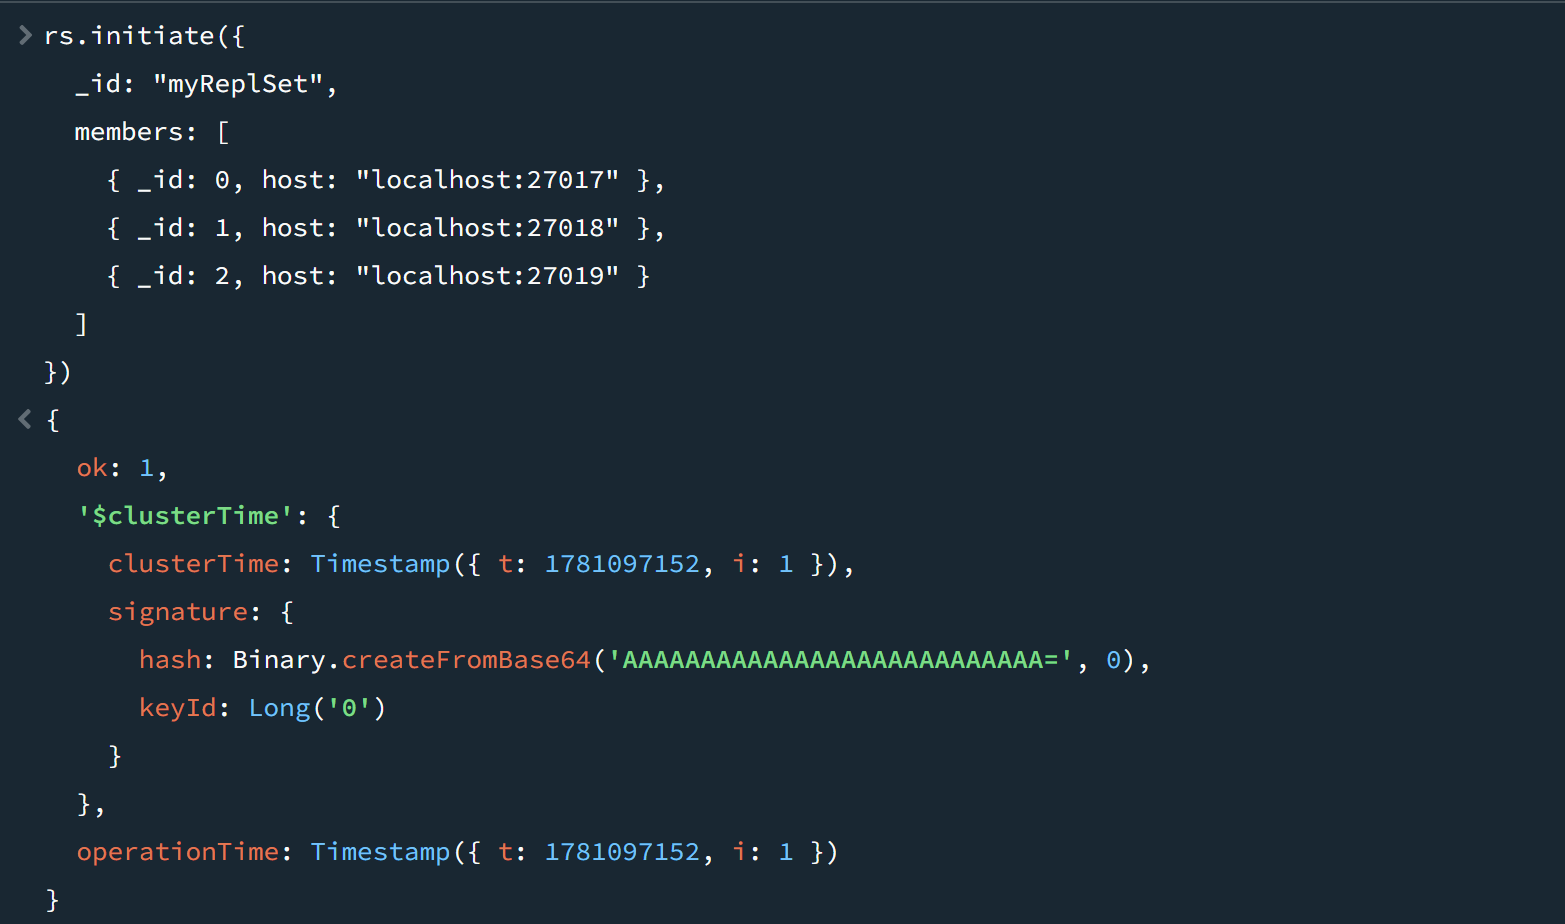 rs.initiate({
_id: "myReplSet",
members: [
{ _id: 0, host: "localhost:27017" },
{ _id: 1, host: "localhost:27018" },
{ _id: 2, host: "localhost:27019" }
]
})
{
ok: 1,
'$clusterTime': {
clusterTime: Timestamp({ t: 1781097152, i: 1 }),
signature: {
hash: Binary.createFromBase64('AAAAAAAAAAAAAAAAAAAAAAAAAAA=', 0),
keyId: Long('0')
}
},
operationTime: Timestamp({ t: 1781097152, i: 1 })
}